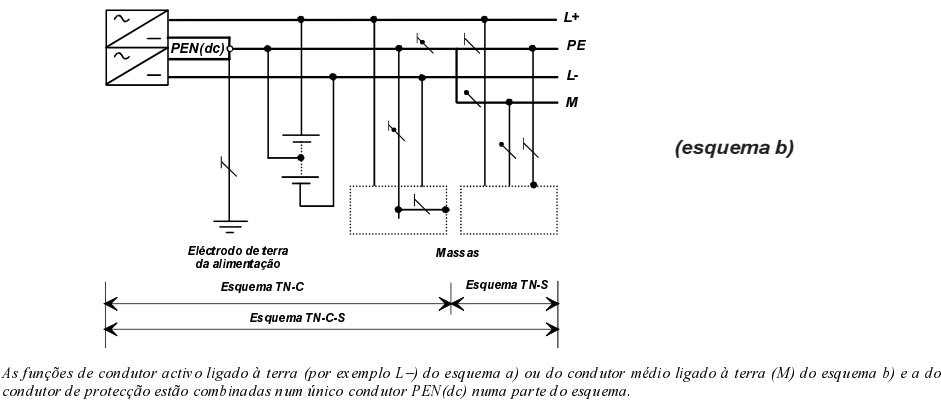 L+
PEN(dc)
PE
L-
M
(esquema b)
Eléctrodo de terra
da alimentação
Massas
Esquema TN-C
Esquema TN-S
Esquema TN-C-S
As funções de condutor activo ligado à terra (por exemplo L−) do esquema a) ou do condutor médio ligado à terra (M) do esquema b) e a do
condutor de protecção estão combinadas num único condutor PEN(dc) numa parte do esquema.